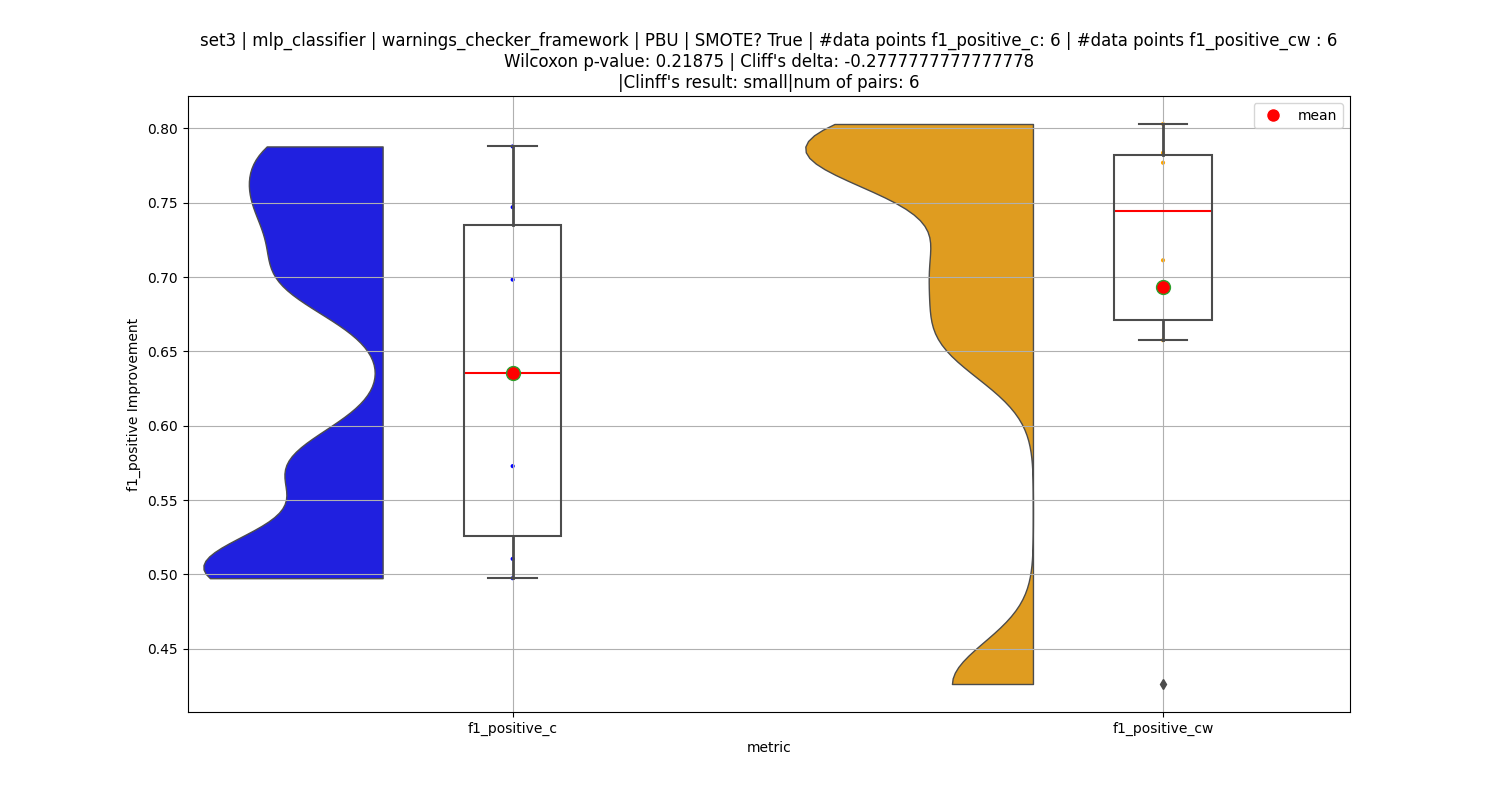 set3 | mlp_classifier | warnings_checker_framework | PBU | SMOTE? True | #data points f1_positive_c: 6 | #data points f1_positive_cw : 6
Wilcoxon p-value: 0.21875 | Cliff's delta: -0.2777777777777778
|Clinff's result: small|num of pairs: 6
mean
0.80
0.75
0.70
0.65
0.60
0.55
0.50
0.45
f1_positive Improvement
f1_positive_c
f1_positive_cw
metric